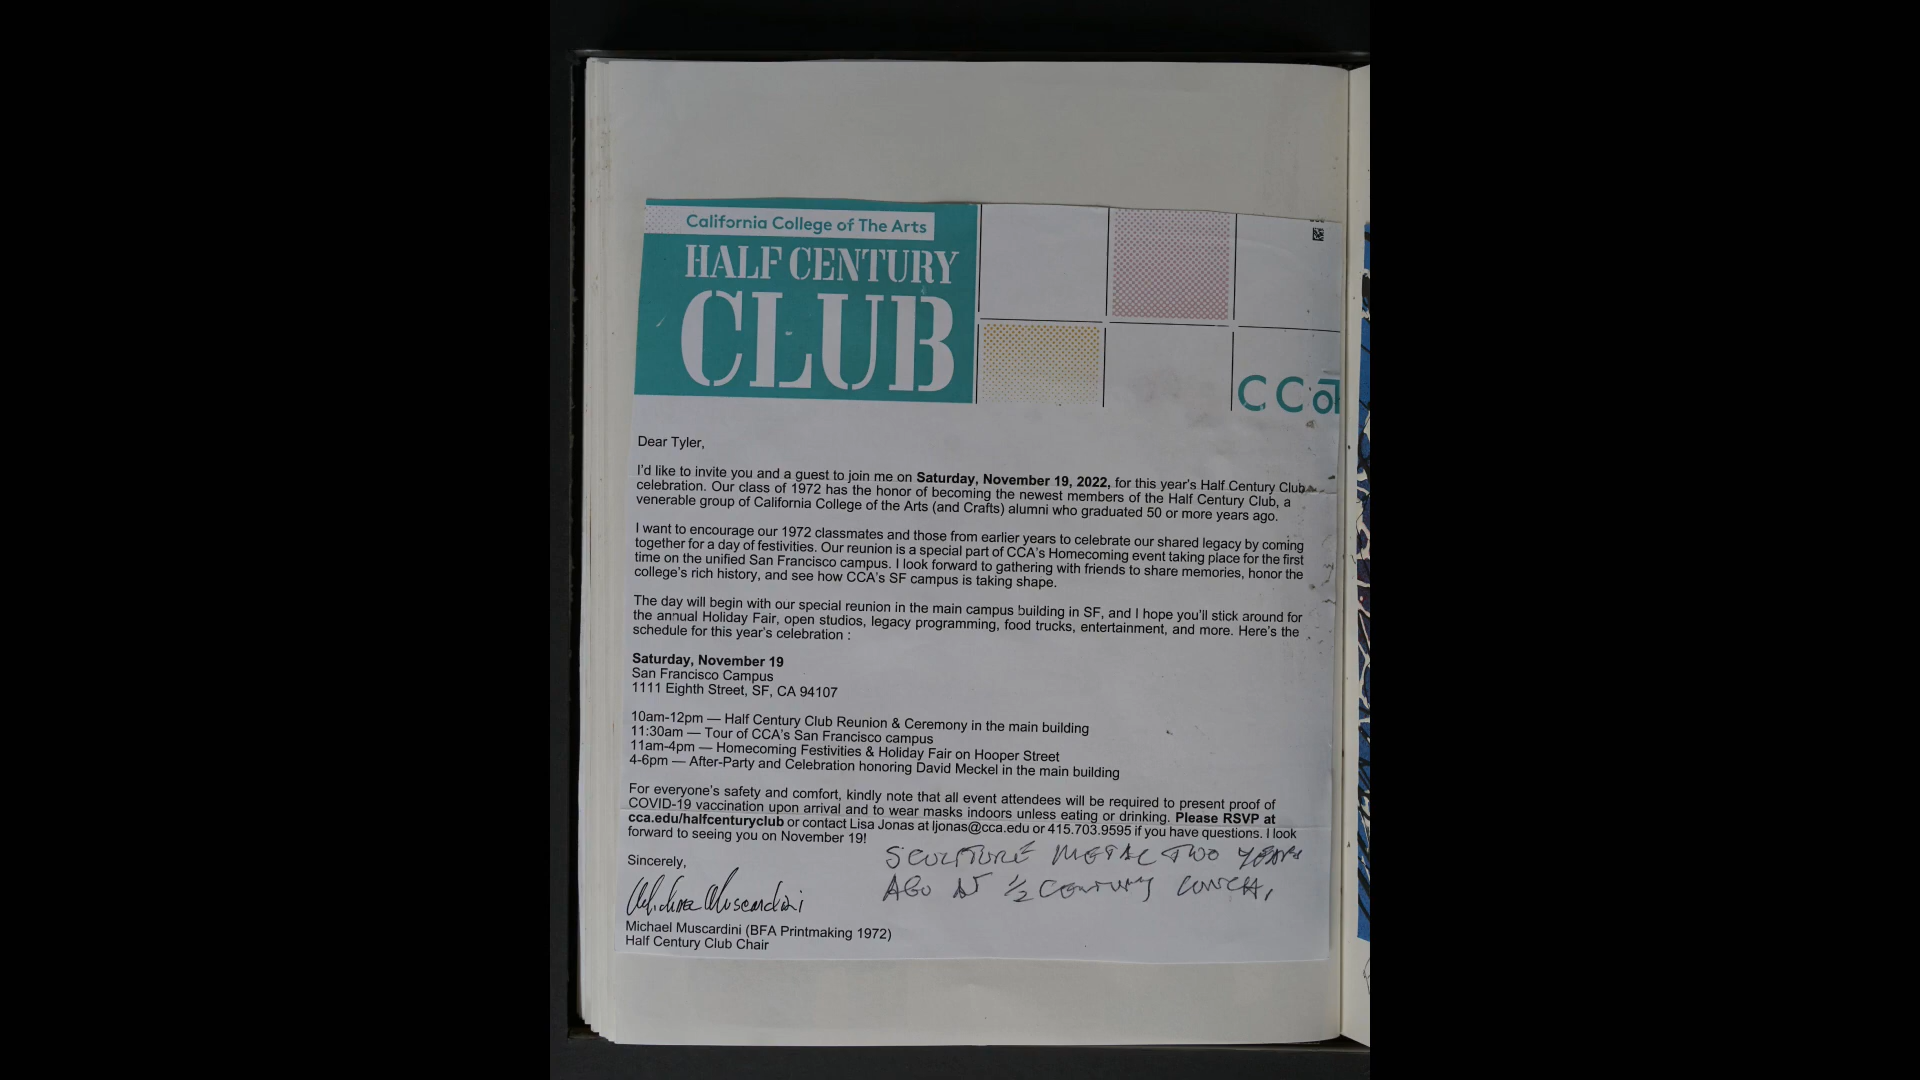 California College of The Arts
HALF CENTURY
CLUB
CCA
Dear Tyler,
I'd like to invite you and a guest to join me on Saturday, November 19, 2022, for this year's Half Century Club
celebration. Our class of 1972 has the honor of becoming the newest members of the Half Century Club, a
venerable group of California College of the Arts (and Crafts) alumni who graduated 50 or more years ago.
I want to encourage our 1972 classmates and those from earlier years to celebrate our shared legacy by coming
together for a day of festivities. Our reunion is a special part of CCA's Homecoming event taking place for the first
time on the unified San Francisco campus. I look forward to gathering with friends to share memories, honor the
college's rich history, and see how CCA's SF campus is taking shape.
The day will begin with our special reunion in the main campus building in SF, and I hope you'll stick around for
the annual Holiday Fair, open studios, legacy programming, food trucks, entertainment, and more. Here's the
schedule for this year's celebration :
Saturday, November 19
San Francisco Campus
1111 Eighth Street, SF, CA 94107
10am-12pm — Half Century Club Reunion & Ceremony in the main building
11:30am — Tour of CCA's San Francisco campus
11am-4pm — Homecoming Festivities & Holiday Fair on Hooper Street
4-6pm — After-Party and Celebration honoring David Meckel in the main building
For everyone's safety and comfort, kindly note that all event attendees will be required to present proof of
COVID-19 vaccination upon arrival and to wear masks indoors unless eating or drinking. Please RSVP at
cca.edu/halfcenturyclub or contact Lisa Jonas at ljonas@cca.edu or 415.703.9595 if you have questions. I look
forward to seeing you on November 19!
SCULPTURE METAL TWO YEARS
AGO AT 1/2 CENTURY LUNCH,
Sincerely,
Michael Muscardini
Michael Muscardini (BFA Printmaking 1972)
Half Century Club Chair